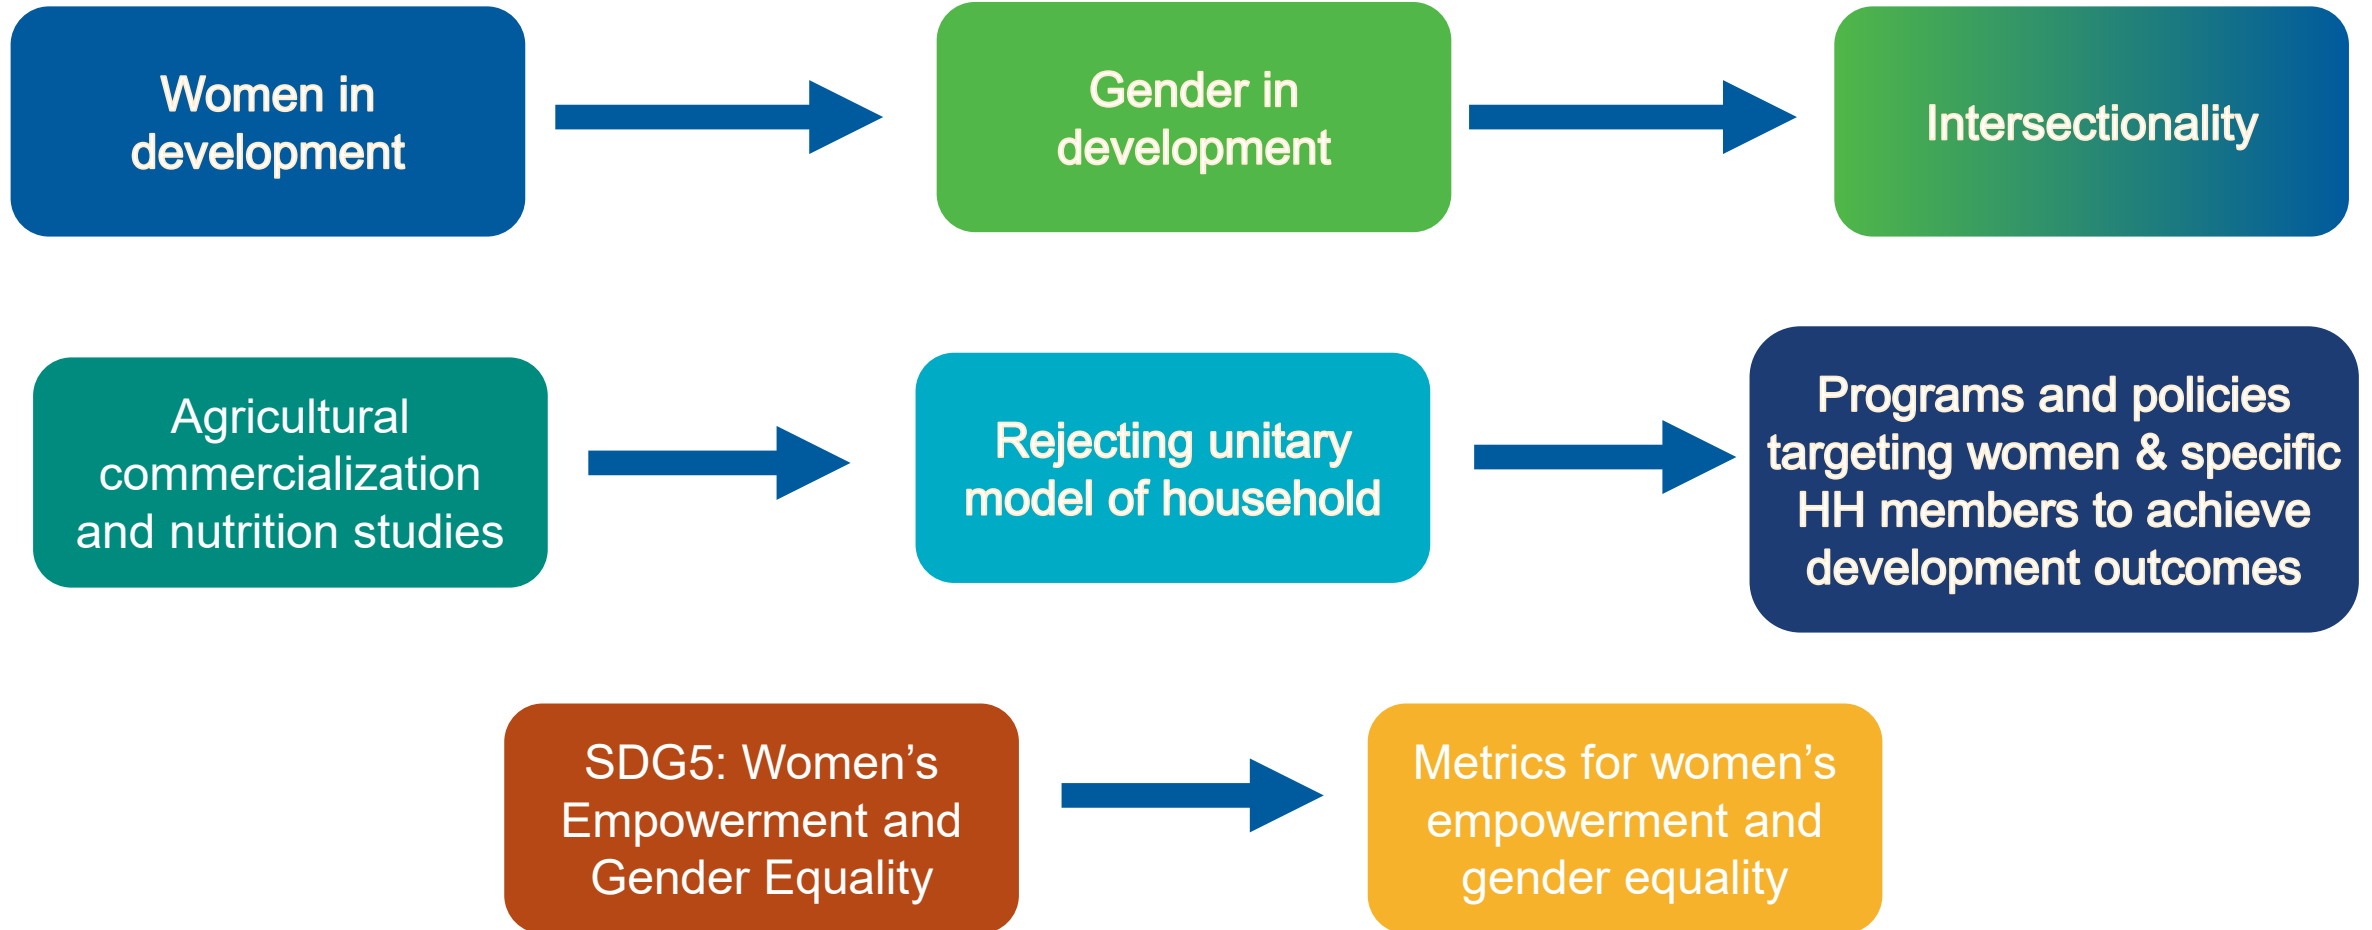 Women in
development
Gender in
development
Intersectionality
Agricultural
commercialization
and nutrition studies
Rejecting unitary
model of household
Programs and policies
targeting women & specific
HH members to achieve
development outcomes
SDG5: Women’s
Empowerment and
Gender Equality
Metrics for women’s
empowerment and
gender equality